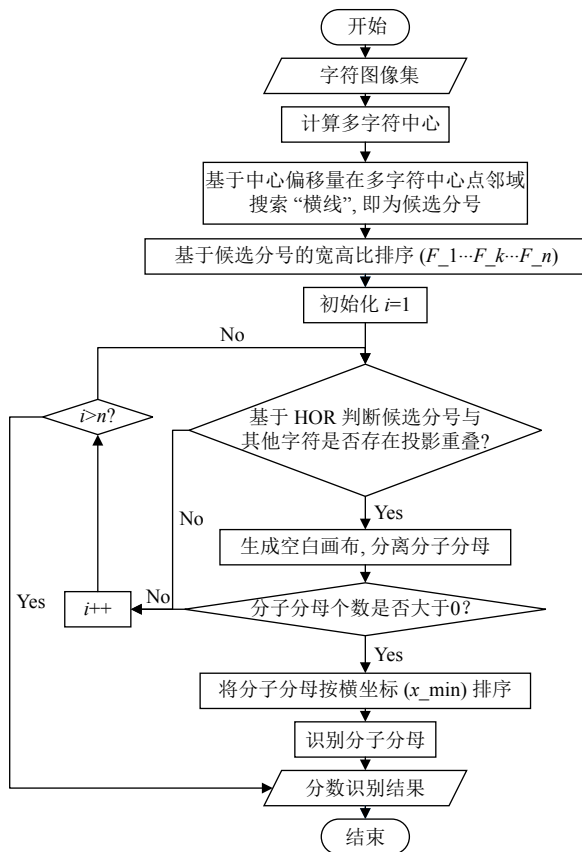 开始
字符图像集
计算多字符中心
基于中心偏移量在多字符中心点邻域
搜索“横线”, 即为候选分号
基于候选分号的宽高比排序 (F_1···F_k···F_n)
初始化 i=1
No
i>n?
基于 HOR 判断候选分号与
其他字符是否存在投影重叠?
Yes
No
生成空白画布, 分离分子分母
Yes
i++
No
分子分母个数是否大于0?
Yes
将分子分母按横坐标 (x_min) 排序
识别分子分母
分数识别结果
结束